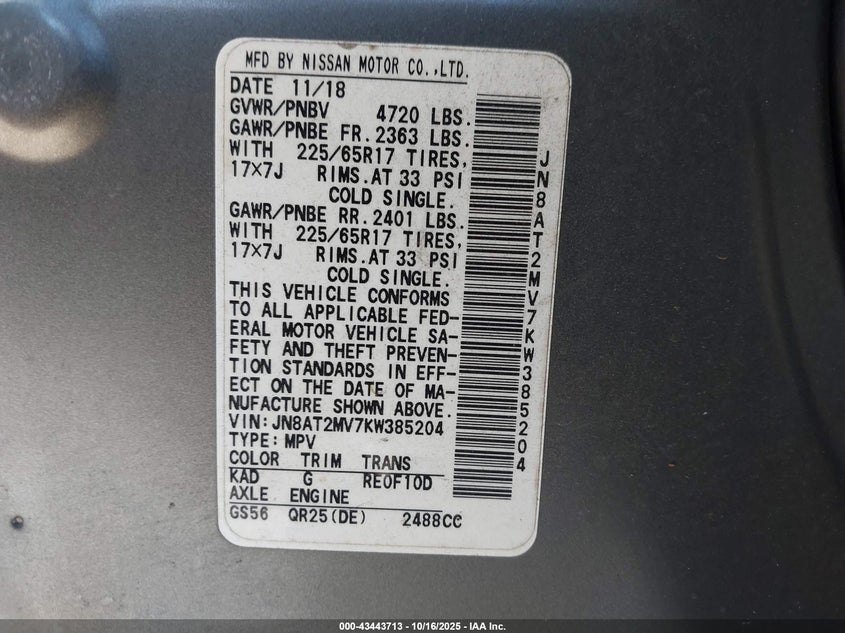 MFD BY NISSAN MOTOR CO.,LTD.
DATE 11/18
GVWR/PNBV 4720 LBS.
GAWR/PNBE FR. 2363 LBS.
WITH 225/65R17 TIRES,
17×7J RIMS.AT 33 PSI
COLD SINGLE.
GAWR/PNBE RR. 2401 LBS.
WITH 225/65R17 TIRES,
17×7J RIMS.AT 33 PSI
COLD SINGLE.
THIS VEHICLE CONFORMS
TO ALL APPLICABLE FED-
ERAL MOTOR VEHICLE SA-
FETY AND THEFT PREVEN-
TION STANDARDS IN EFF-
ECT ON THE DATE OF MA-
NUFACTURE SHOWN ABOVE.
VIN:JN8AT2MV7KW385204
TYPE:MPV
COLOR TRIM TRANS
KAD G RE0F10D
AXLE ENGINE
GS56 QR25(DE) 2488CC
JN8AT2MV7KW385204
000-43443713 - 10/16/2025 - IAA Inc.